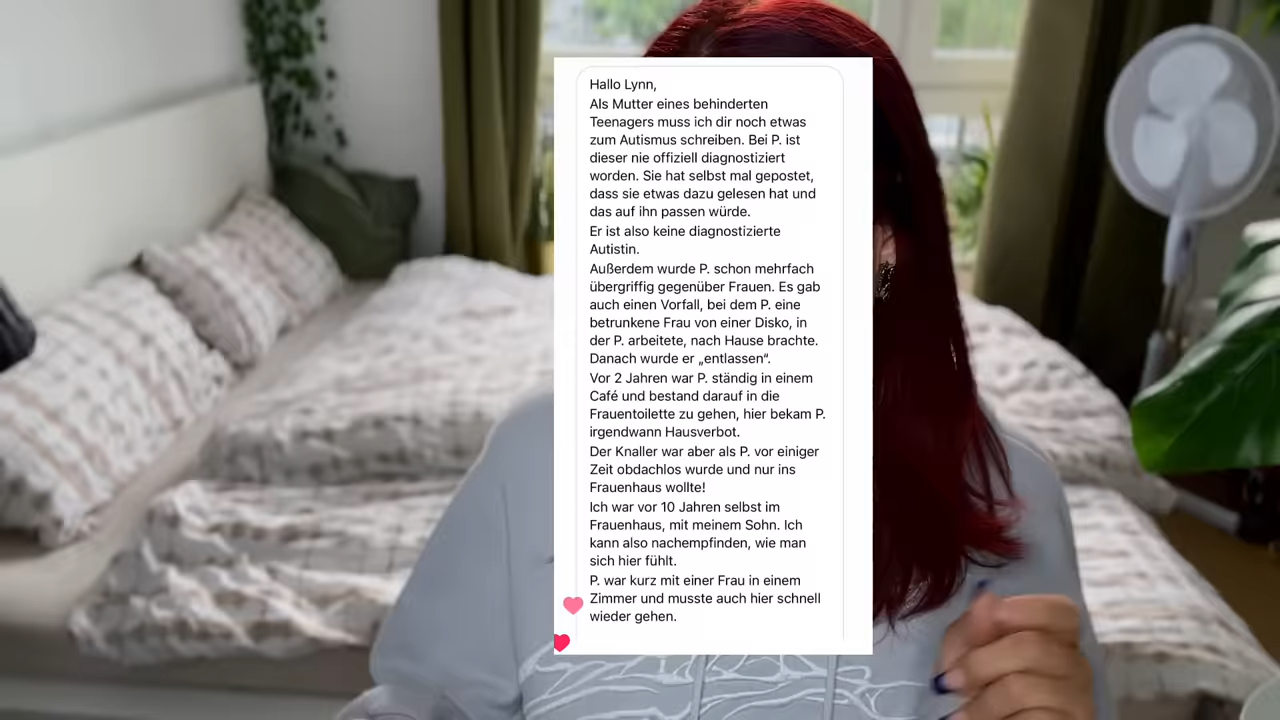 Hallo Lynn,
Als Mutter eines behinderten
Teenagers muss ich dir noch etwas
zum Autismus schreiben. Bei P. ist
dieser nie offiziell diagnostiziert
worden. Sie hat selbst mal gepostet,
dass sie etwas dazu gelesen hat und
das auf ihn passen würde.
Er ist also keine diagnostizierte
Autistin.
Außerdem wurde P. schon mehrfach
übergriffig gegenüber Frauen. Es gab
auch einen Vorfall, bei dem P. eine
betrunkene Frau von einer Disko, in
der P. arbeitete, nach Hause brachte.
Danach wurde er „entlassen“.
Vor 2 Jahren war P. ständig in einem
Café und bestand darauf in die
Frauentoilette zu gehen, hier bekam P.
irgendwann Hausverbot.
Der Knaller war aber als P. vor einiger
Zeit obdachlos wurde und nur ins
Frauenhaus wollte!
Ich war vor 10 Jahren selbst im
Frauenhaus, mit meinem Sohn. Ich
kann also nachempfinden, wie man
sich hier fühlt.
P. war kurz mit einer Frau in einem
Zimmer und musste auch hier schnell
wieder gehen.